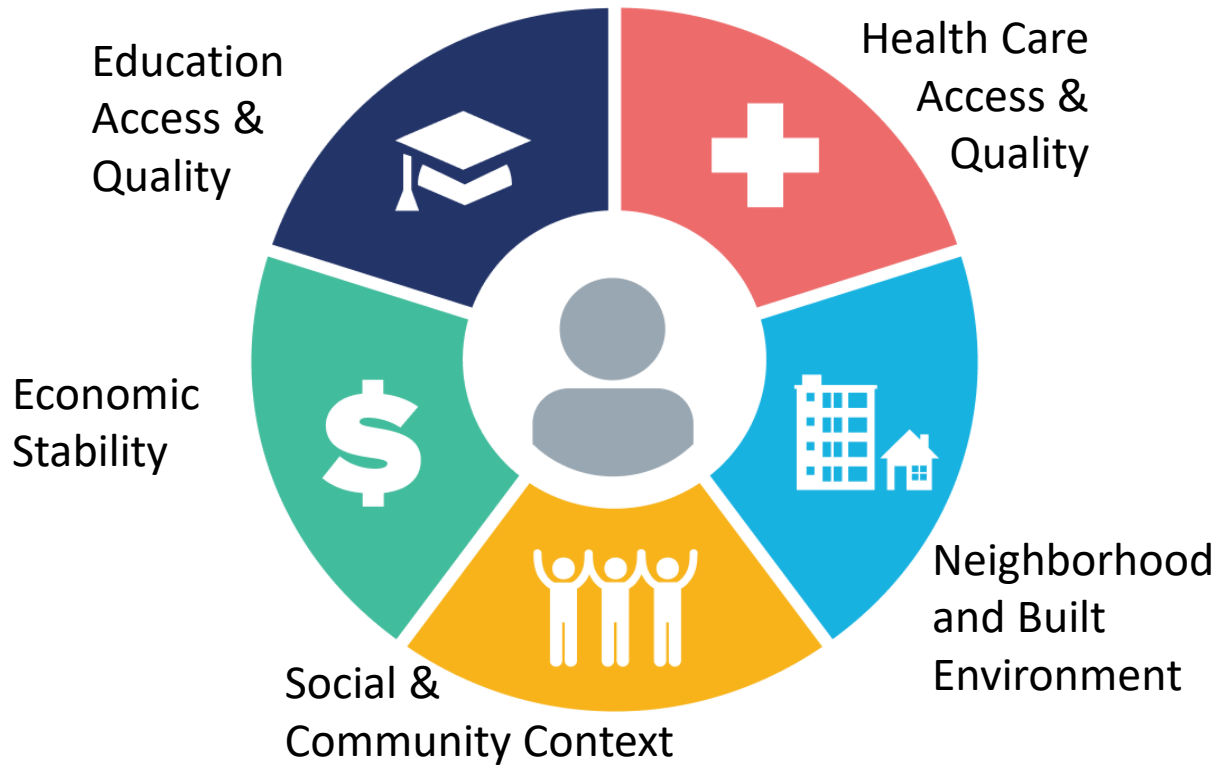 Education
Access &
Quality
Health Care
Access &
Quality
Economic
Stability
Neighborhood
and Built
Environment
Social &
Community Context